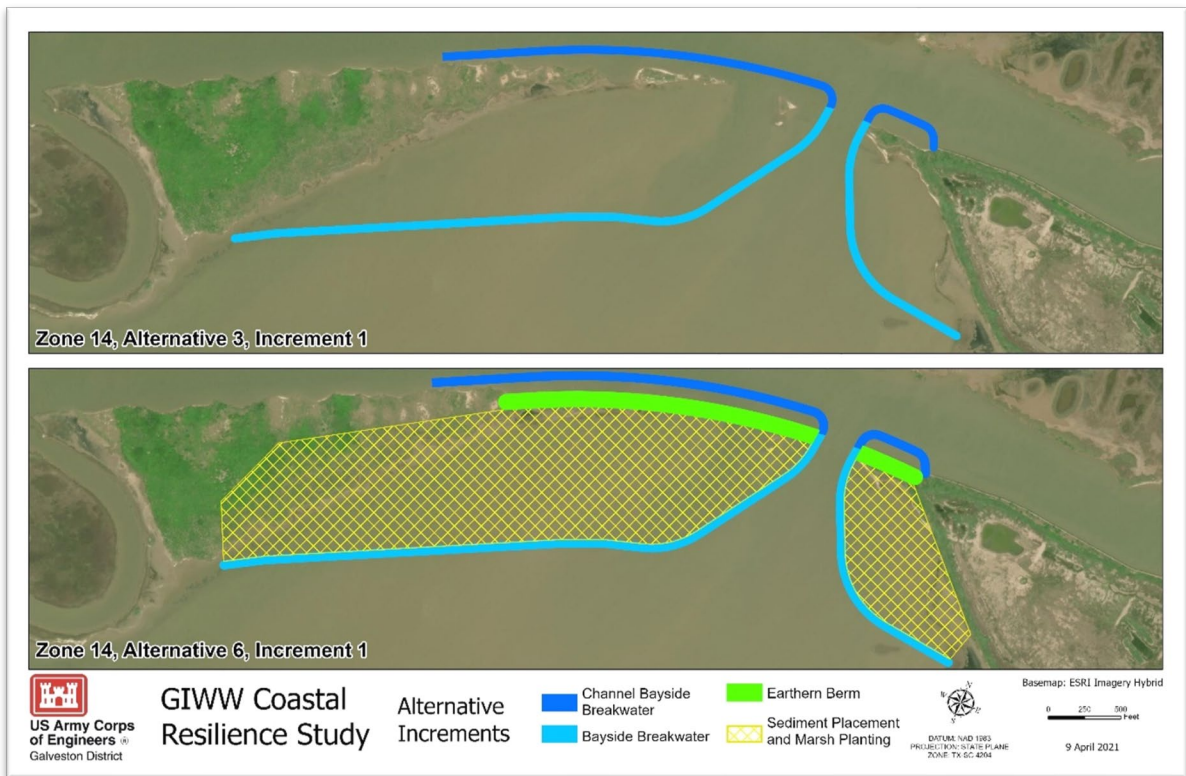 Zone 14, Alternative 3, Increment 1
Zone 14, Alternative 6, Increment 1
US Army Corps
of Engineers ®
Galveston District
GIWW Coastal
Resilience Study
Alternative
Increments
Channel Bayside
Breakwater
Bayside Breakwater
Earthern Berm
Sediment Placement
and Marsh Planting
DATUM: NAD 1983
PROJECTION: STATE PLANE
ZONE: TX-SC 4204
Basemap: ESRI Imagery Hybrid
0 250 500
Feet
9 April 2021